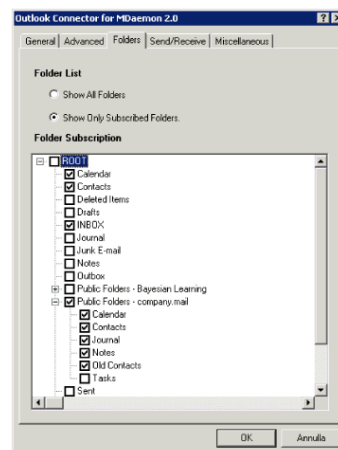 Outlook Connector for MDaemon 2.0
General Advanced Folders Send/Receive Miscellaneous
Folder List
Show All Folders
Show Only Subscribed Folders.
Folder Subscription
ROOT
Calendar
Contacts
Deleted Items
Drafts
INBOX
Journal
Junk E-mail
Notes
Outbox
Public Folders - Bayesian Learning
Public Folders - company.mail
Calendar
Contacts
Journal
Notes
Old Contacts
Tasks
Sent
OK Annulla